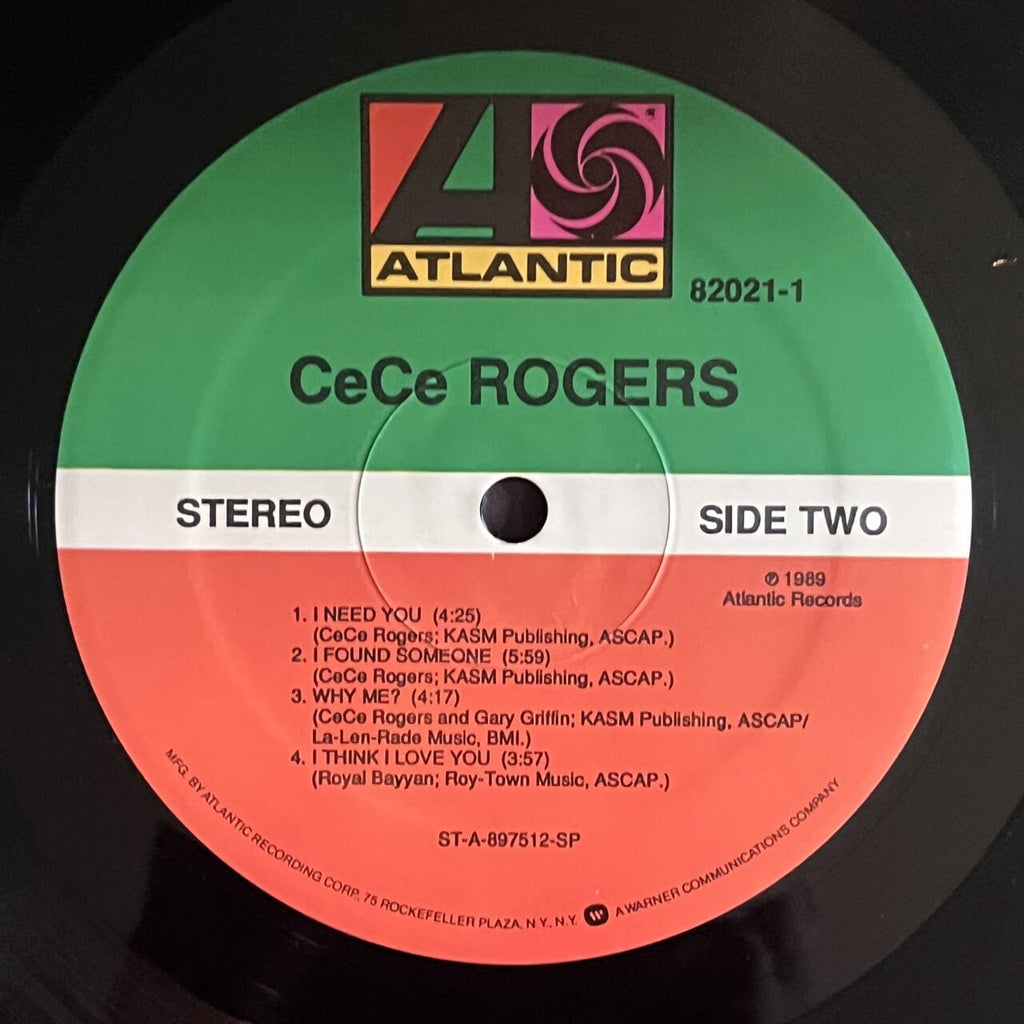 ATLANTIC
82021-1
CeCe ROGERS
STEREO
SIDE TWO
℗ 1989
Atlantic Records
1. I NEED YOU (4:25)
(CeCe Rogers; KASM Publishing, ASCAP.)
2. I FOUND SOMEONE (5:59)
(CeCe Rogers; KASM Publishing, ASCAP.)
3. WHY ME? (4:17)
(CeCe Rogers and Gary Griffin; KASM Publishing, ASCAP/
La-Len-Rade Music, BMI.)
4. I THINK I LOVE YOU (3:57)
(Royal Bayyan; Roy-Town Music, ASCAP.)
ST-A-897512-SP
MFG. BY ATLANTIC RECORDING CORP., 75 ROCKEFELLER PLAZA, N.Y., N.Y. A WARNER COMMUNICATIONS COMPANY